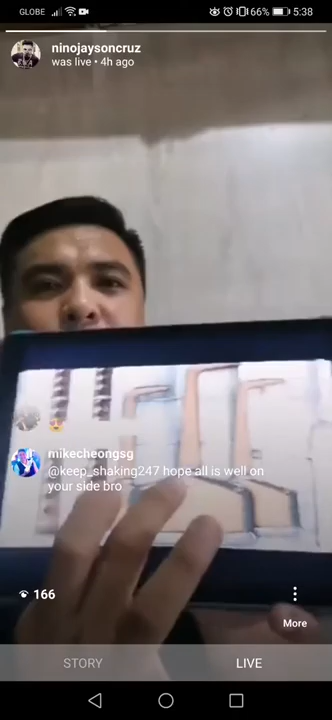 GLOBE 66% 5:38
ninojaysoncruz
was live • 4h ago
mikecheongsg
@keep_shaking247 hope all is well on
your side bro
166
More
STORY LIVE